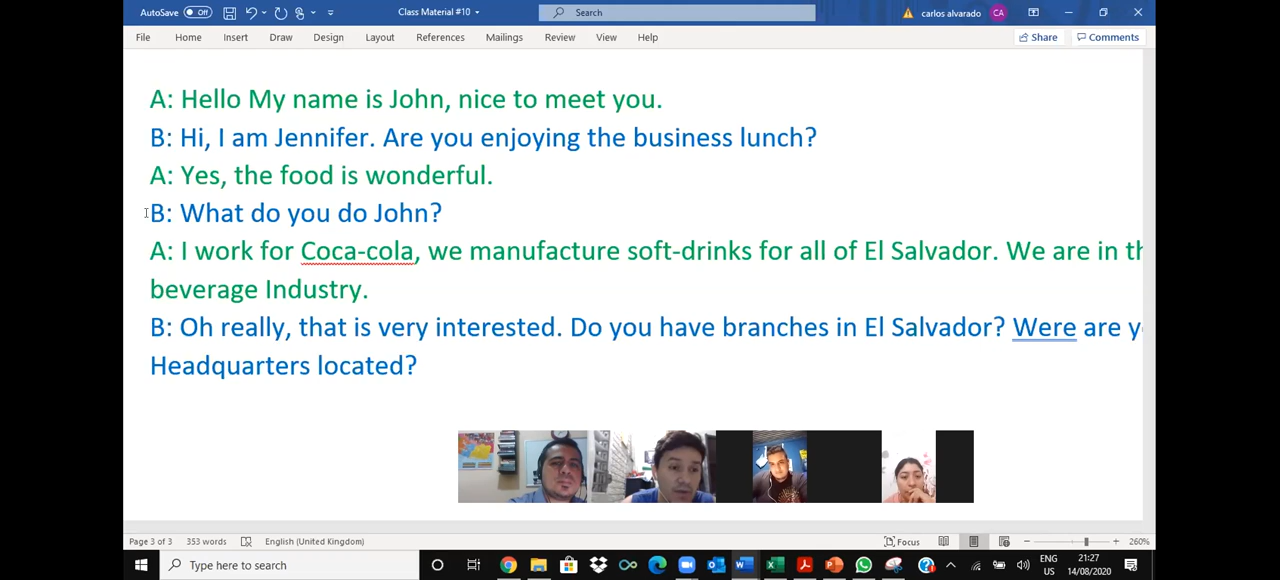 AutoSave Off Class Material #10 Search carlos alvarado CA
File Home Insert Draw Design Layout References Mailings Review View Help Share Comments
A: Hello My name is John, nice to meet you.
B: Hi, I am Jennifer. Are you enjoying the business lunch?
A: Yes, the food is wonderful.
B: What do you do John?
A: I work for Coca-cola, we manufacture soft-drinks for all of El Salvador. We are in th
beverage Industry.
B: Oh really, that is very interested. Do you have branches in El Salvador? Were are y
Headquarters located?
Page 3 of 3 353 words English (United Kingdom) Focus 260%
Type here to search ENG 21:27
US 14/08/2020